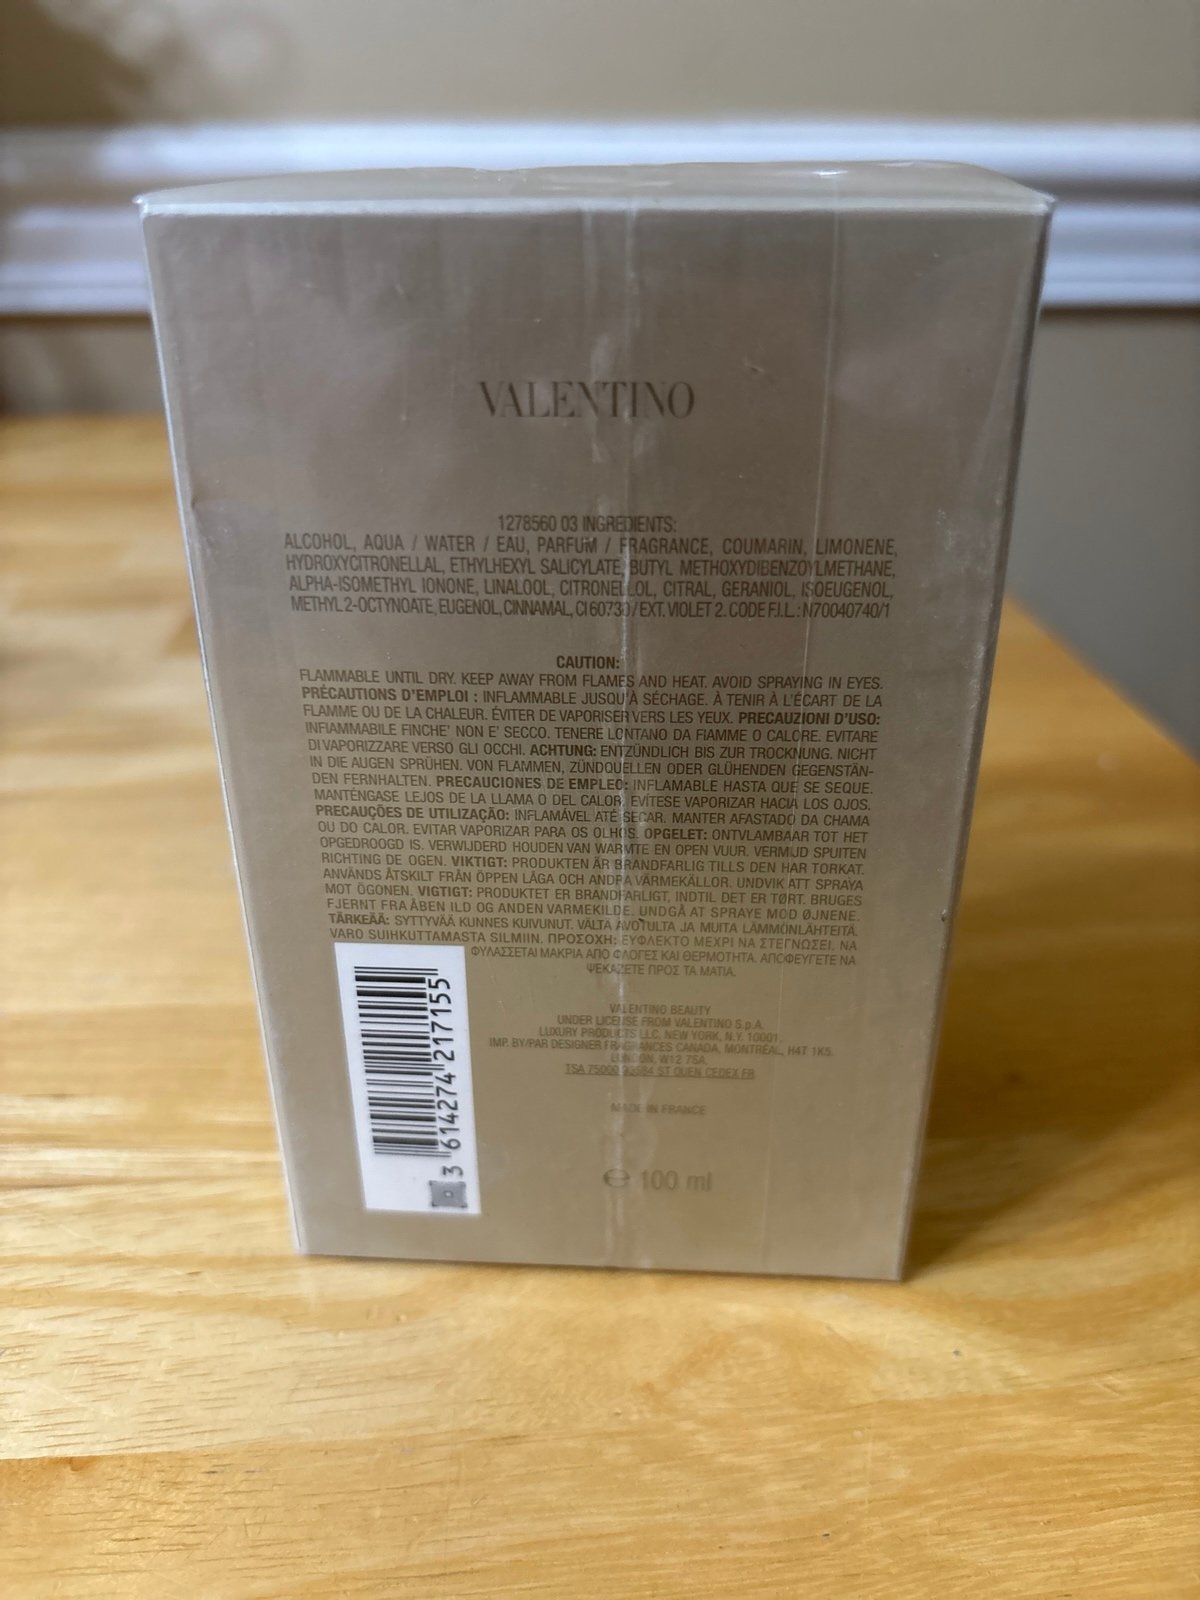 VALENTINO
1278560 03 INGREDIENTS:
ALCOHOL, AQUA / WATER / EAU, PARFUM / FRAGRANCE, COUMARIN, LIMONENE,
HYDROXYCITRONELLAL, ETHYLHEXYL SALICYLATE, BUTYL METHOXYDIBENZOYLMETHANE,
ALPHA-ISOMETHYL IONONE, LINALOOL, CITRONELLOL, CITRAL, GERANIOL, ISOEUGENOL,
METHYL 2-OCTYNOATE, EUGENOL, CINNAMAL, CI 60730 / EXT. VIOLET 2. CODE F.I.L.: N70040740/1
CAUTION:
FLAMMABLE UNTIL DRY. KEEP AWAY FROM FLAMES AND HEAT. AVOID SPRAYING IN EYES.
PRÉCAUTIONS D'EMPLOI : INFLAMMABLE JUSQU'À SÉCHAGE. À TENIR À L'ÉCART DE LA
FLAMME OU DE LA CHALEUR. ÉVITER DE VAPORISER VERS LES YEUX. PRECAUZIONI D'USO:
INFIAMMABILE FINCHE' NON E' SECCO. TENERE LONTANO DA FIAMME O CALORE. EVITARE
DI VAPORIZZARE VERSO GLI OCCHI. ACHTUNG: ENTZÜNDLICH BIS ZUR TROCKNUNG. NICHT
IN DIE AUGEN SPRÜHEN. VON FLAMMEN, ZÜNDQUELLEN ODER GLÜHENDEN GEGENSTÄN-
DEN FERNHALTEN. PRECAUCIONES DE EMPLEO: INFLAMABLE HASTA QUE SE SEQUE.
MANTÉNGASE LEJOS DE LA LLAMA O DEL CALOR. EVÍTESE VAPORIZAR HACIA LOS OJOS.
PRECAUÇÕES DE UTILIZAÇÃO: INFLAMÁVEL ATÉ SECAR. MANTER AFASTADO DA CHAMA
OU DO CALOR. EVITAR VAPORIZAR PARA OS OLHOS. OPGELET: ONTVLAMBAAR TOT HET
OPGEDROOGD IS. VERWIJDERD HOUDEN VAN WARMTE EN OPEN VUUR. VERMIJD SPUITEN
RICHTING DE OGEN. VIKTIGT: PRODUKTEN ÄR BRANDFARLIG TILLS DEN HAR TORKAT.
ANVÄNDS ÅTSKILT FRÅN ÖPPEN LÅGA OCH ANDRA VÄRMEKÄLLOR. UNDVIK ATT SPRAYA
MOT ÖGONEN. VIGTIGT: PRODUKTET ER BRANDFARLIGT, INDTIL DET ER TØRT. BRUGES
FJERNT FRA ÅBEN ILD OG ANDEN VARMEKILDE. UNDGÅ AT SPRAYE MOD ØJNENE.
TÄRKEÄÄ: SYTTYVÄÄ KUNNES KUIVUNUT. VÄLTÄ AVOTULTA JA MUITA LÄMMÖNLÄHTEITÄ.
VARO SUIHKUTTAMASTA SILMIIN. ΠΡΟΣΟΧΗ: ΕΥΦΛΕΚΤΟ ΜΕΧΡΙ ΝΑ ΣΤΕΓΝΩΣΕΙ. ΝΑ
ΦΥΛΑΣΣΕΤΑΙ ΜΑΚΡΙΑ ΑΠΟ ΦΛΟΓΕΣ ΚΑΙ ΘΕΡΜΟΤΗΤΑ. ΑΠΟΦΕΥΓΕΤΕ ΝΑ
ΨΕΚΑΖΕΤΕ ΠΡΟΣ ΤΑ ΜΑΤΙΑ.
VALENTINO BEAUTY
UNDER LICENSE FROM VALENTINO S.p.A.
LUXURY PRODUCTS LLC, NEW YORK, N.Y. 10001.
IMP. BY/PAR DESIGNER FRAGRANCES CANADA, MONTRÉAL, H4T 1K5.
LONDON, W12 7SA
TSA 75000 93584 ST OUEN CEDEX FR
MADE IN FRANCE
℮ 100 ml
3 614274 217155